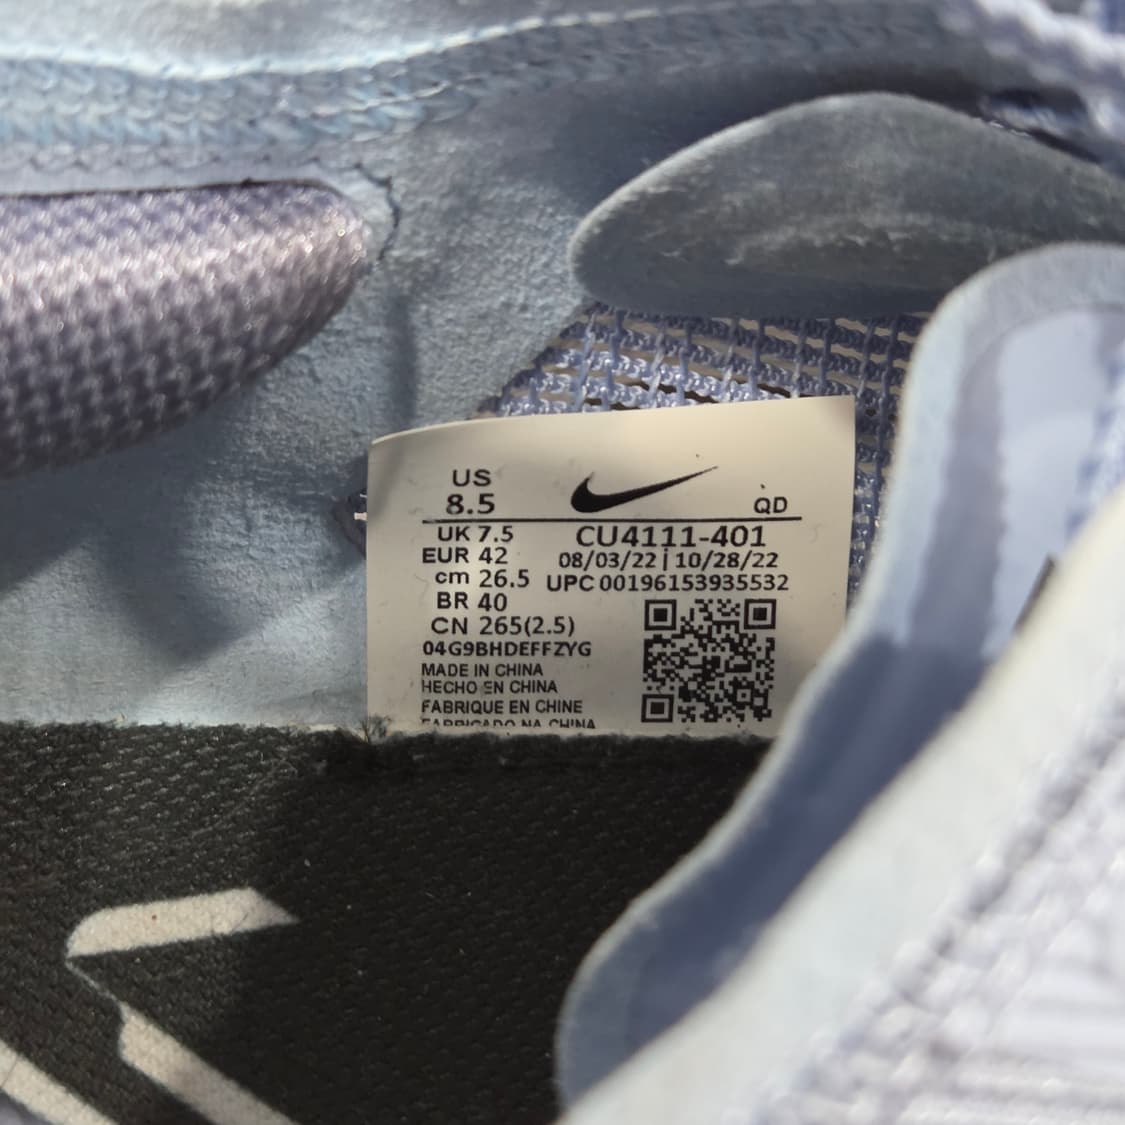 US
8.5
QD
UK 7.5
CU4111-401
EUR 42
08/03/22 | 10/28/22
cm 26.5
UPC 00196153935532
BR 40
CN 265(2.5)
04G9BHDEFFZYG
MADE IN CHINA
HECHO EN CHINA
FABRIQUE EN CHINE
FABRICADO NA CHINA